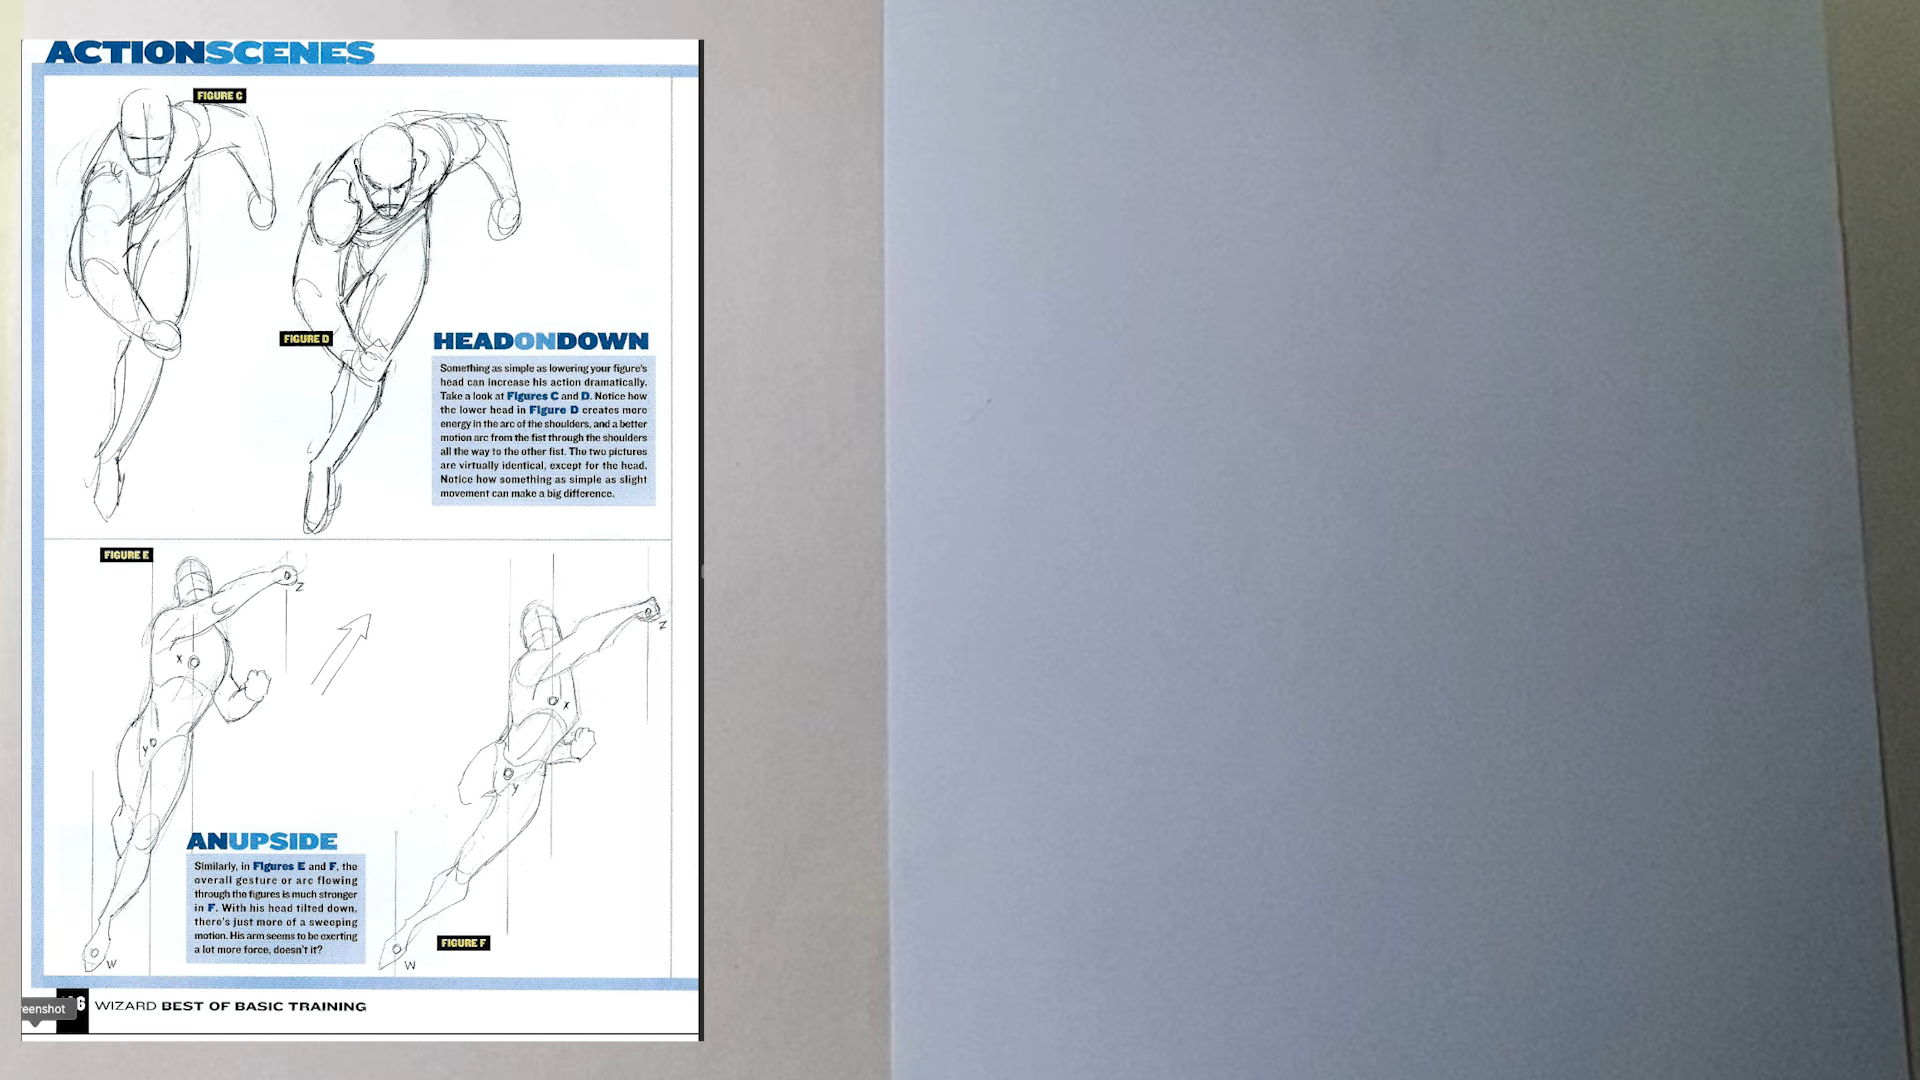 ACTIONSCENES
FIGURE C
FIGURE D
HEADONDOWN
Something as simple as lowering your figure's
head can increase his action dramatically.
Take a look at Figures C and D. Notice how
the lower head in Figure D creates more
energy in the arc of the shoulders, and a better
motion arc from the fist through the shoulders
all the way to the other fist. The two pictures
are virtually identical, except for the head.
Notice how something as simple as slight
movement can make a big difference.
FIGURE E
Z
X
Y
W
Z
X
Y
W
ANUPSIDE
Similarly, in Figures E and F, the
overall gesture or arc flowing
through the figures is much stronger
in F. With his head tilted down,
there's just more of a sweeping
motion. His arm seems to be exerting
a lot more force, doesn't it?
FIGURE F
WIZARD BEST OF BASIC TRAINING